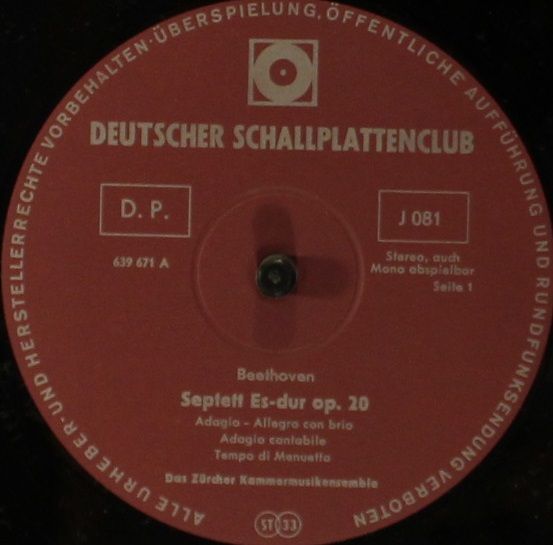 ALLE URHEBER- UND HERSTELLERRECHTE VORBEHALTEN · ÜBERSPIELUNG, ÖFFENTLICHE AUFFÜHRUNG UND RUNDFUNKSENDUNG VERBOTEN
DEUTSCHER SCHALLPLATTENCLUB
D. P.
J 081
639 671 A
Stereo, auch
Mono abspielbar
Seite 1
Beethoven
Septett Es-dur op. 20
Adagio - Allegro con brio
Adagio cantabile
Tempo di Menuetto
Das Zürcher Kammermusikensemble
ST 33